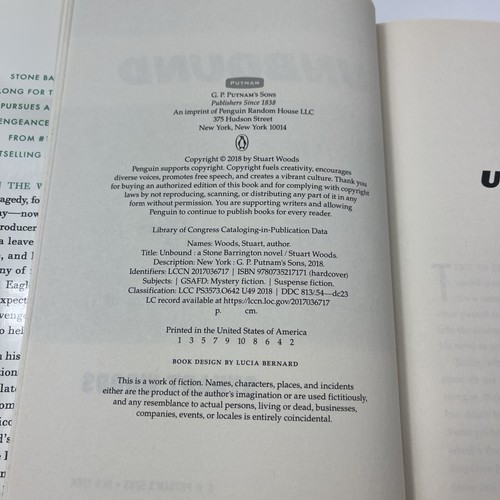 STONE BA
LONG FOR T
PURSUES A
ENGEANCE
FROM #1
TSELLING
N THE W
agedy, fo
ay—now
roducer
a leave
e, and l
ny of
Eagl
xpect
veng
o hel
n his
tion
late
om
ico
d's
PUTNAM
G. P. PUTNAM'S SONS
Publishers Since 1838
An imprint of Penguin Random House LLC
375 Hudson Street
New York, New York 10014
Copyright © 2018 by Stuart Woods
Penguin supports copyright. Copyright fuels creativity, encourages
diverse voices, promotes free speech, and creates a vibrant culture. Thank you
for buying an authorized edition of this book and for complying with copyright
laws by not reproducing, scanning, or distributing any part of it in any
form without permission. You are supporting writers and allowing
Penguin to continue to publish books for every reader.
Library of Congress Cataloging-in-Publication Data
Names: Woods, Stuart, author.
Title: Unbound : a Stone Barrington novel / Stuart Woods.
Description: New York : G. P. Putnam's Sons, 2018.
Identifiers: LCCN 2017036717 | ISBN 9780735217171 (hardcover)
Subjects: | GSAFD: Mystery fiction. | Suspense fiction.
Classification: LCC PS3573.O642 U49 2018 | DDC 813/.54—dc23
LC record available at https://lccn.loc.gov/2017036717
p. cm.
Printed in the United States of America
1 3 5 7 9 10 8 6 4 2
BOOK DESIGN BY LUCIA BERNARD
This is a work of fiction. Names, characters, places, and incidents
either are the product of the author's imagination or are used fictitiously,
and any resemblance to actual persons, living or dead, businesses,
companies, events, or locales is entirely coincidental.
U